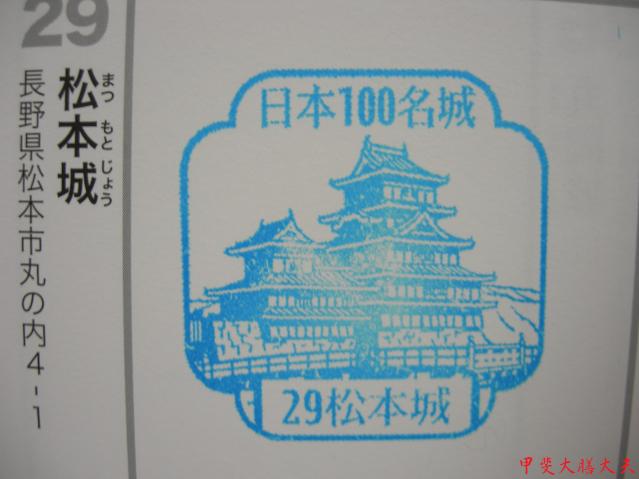 29
まつ もと じょう
松本城
長野県松本市丸の内4-1
日本100名城
29松本城
甲斐大膳大夫